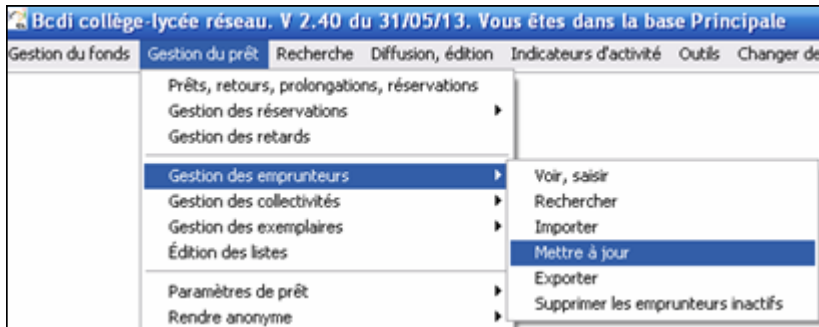 Bcdi collège-lycée réseau. V 2.40 du 31/05/13. Vous êtes dans la base Principale
Gestion du fonds Gestion du prêt Recherche Diffusion, édition Indicateurs d'activité Outils Changer de
Prêts, retours, prolongations, réservations
Gestion des réservations
Gestion des retards
Gestion des emprunteurs
Gestion des collectivités
Gestion des exemplaires
Édition des listes
Paramètres de prêt
Rendre anonyme
Voir, saisir
Rechercher
Importer
Mettre à jour
Exporter
Supprimer les emprunteurs inactifs